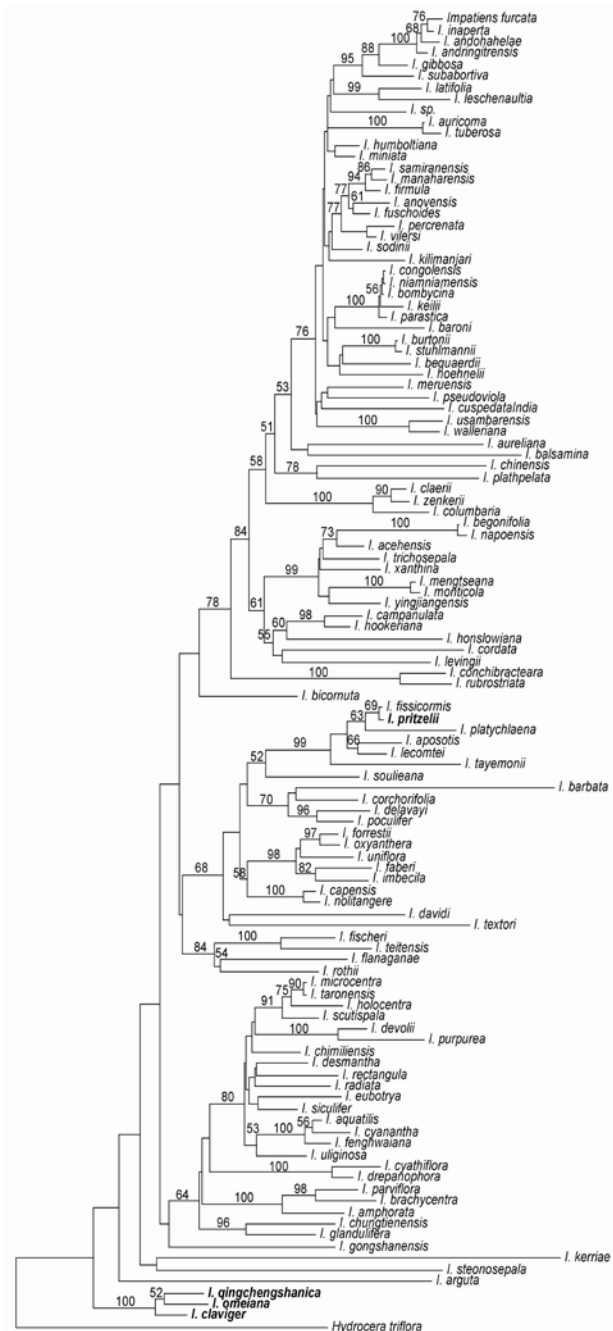 76
Impatiens furcata
68
I. inaperta
100
I. andohahelae
I. andringitrensis
88
I. gibbosa
95
I. subabortiva
99
I. latifolia
I. leschenaultia
I. sp.
100
I. auricoma
I. tuberosa
I. humboltiana
I. miniata
86
I. samiranensis
94
I. manaharensis
I. firmula
77
61
I. anovensis
I. fuschoides
77
I. percrenata
I. vilersi
I. sodinii
I. kilimanjari
I. congolensis
I. niamniamensis
56
I. bombycina
100
I. keilii
I. parastica
I. baroni
100
I. burtonii
I. stuhlmannii
I. bequaerdii
I. hoehnelii
76
I. meruensis
I. pseudoviola
I. cuspedataIndia
100
I. usambarensis
I. walleriana
53
I. aureliana
I. balsamina
51
78
I. chinensis
I. plathpelata
58
90
I. claerii
100
I. zenkerii
I. columbaria
100
I. begonifolia
73
I. napoensis
I. acehensis
84
I. trichosepala
99
I. xanthina
100
I. mengtseana
I. monticola
I. yingjiangensis
61
98
I. campanulata
60
I. hookeriana
55
I. honslowiana
I. cordata
I. levingii
78
100
I. conchibracteara
I. rubrostriata
I. bicornuta
69
I. fissicormis
63
I. pritzelii
I. platychlaena
99
66
I. aposotis
I. lecomtei
52
I. tayemonii
I. soulieana
I. barbata
70
I. corchorifolja
96
I. delavayi
I. poculifer
97
I. forrestii
I. oxyanthera
98
I. uniflora
68
58
82
I. faberi
I. imbecila
100
I. capensis
I. nolitangere
I. davidi
I. textori
100
I. fischeri
84
I. teitensis
54
I. flanaganae
I. rothii
90
I. microcentra
75
I. taronensis
91
I. holocentra
I. scutispala
100
I. devolii
I. purpurea
I. chimiliensis
I. desmantha
80
I. rectangula
I. radiata
I. eubotrya
I. siculifer
56
I. aquatilis
53
100
I. cyanantha
I. fenghwaiana
I. uliginosa
100
I. cyathiflora
I. drepanophora
64
98
I. parviflora
100
I. brachycentra
I. amphorata
96
I. chungtienensis
I. glandulifera
I. gongshanensis
I. kerriae
I. steonosepala
I. arguta
52
I. qingchengshanica
100
I. omeiana
I. claviger
Hydrocera triflora